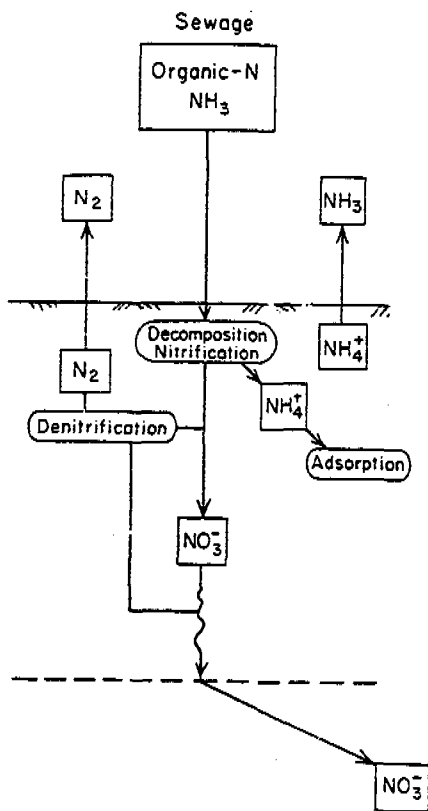 Sewage
Organic-N
NH₃
N₂
NH₃
Decomposition
Nitrification
N₂
NH₄⁺
NH₄⁺
Denitrification
Adsorption
NO₃⁻
NO₃⁻